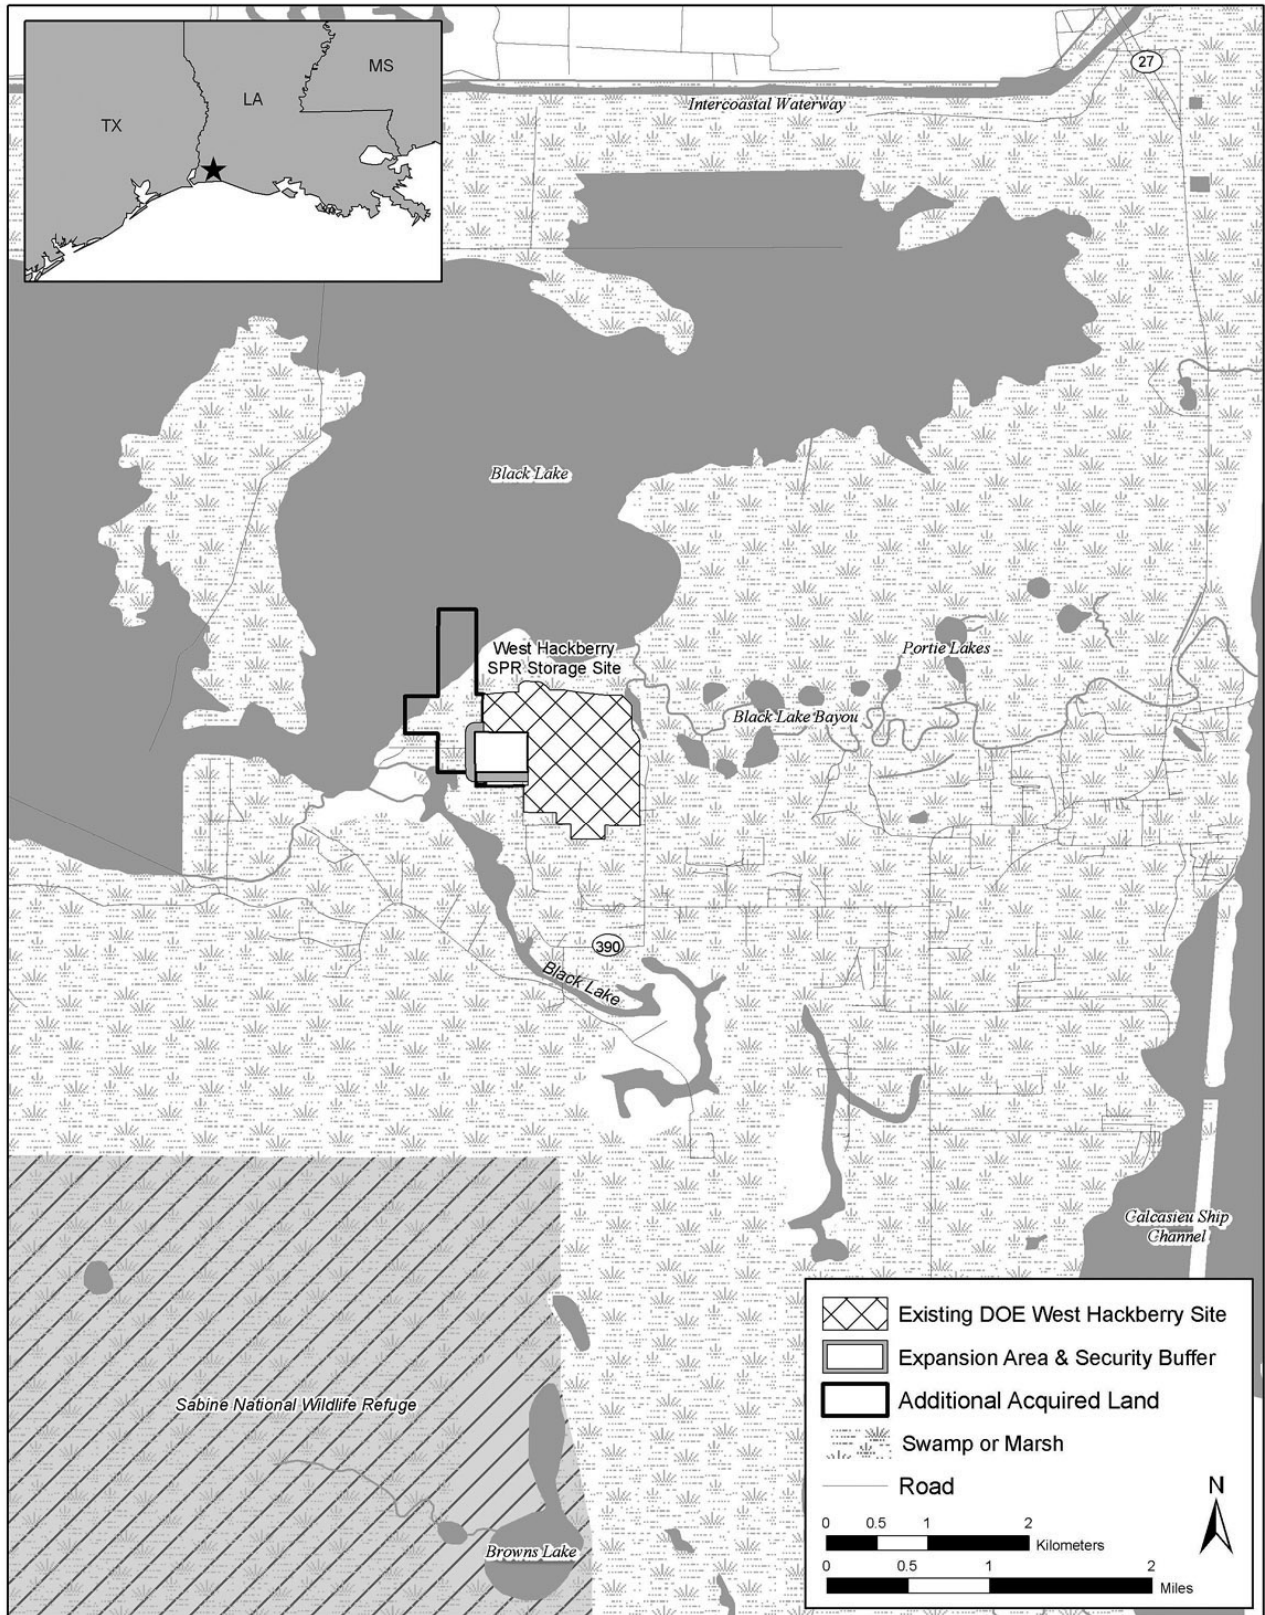 MS
LA
TX
27
Intercoastal Waterway
Black Lake
West Hackberry
SPR Storage Site
Portie Lakes
Black Lake Bayou
390
Black Lake
Calcasieu Ship
Channel
Sabine National Wildlife Refuge
Browns Lake
Existing DOE West Hackberry Site
Expansion Area & Security Buffer
Additional Acquired Land
Swamp or Marsh
Road
N
0 0.5 1 2
Kilometers
0 0.5 1 2
Miles